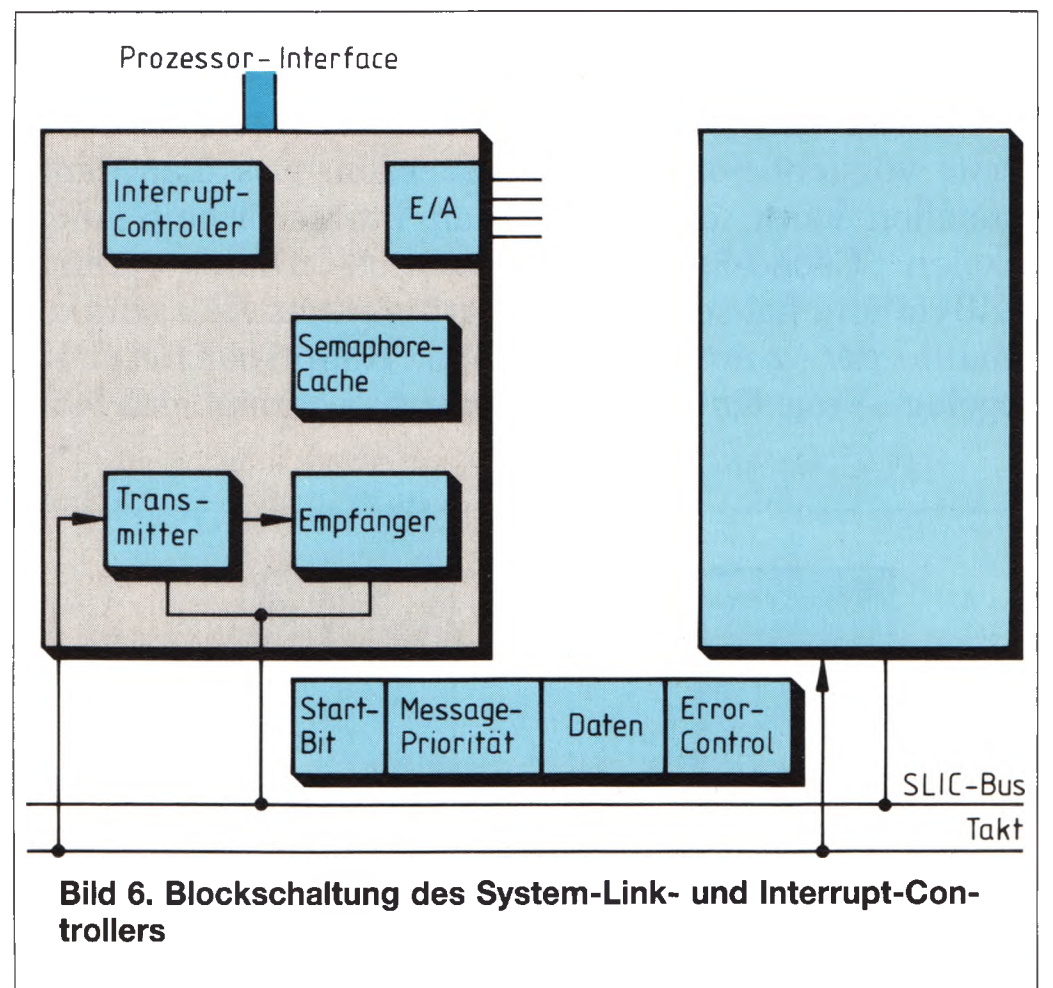 Prozessor-Interface
Interrupt-
Controller
E/A
Semaphore-
Cache
Trans-
mitter
Empfänger
Start-
Bit
Message-
Priorität
Daten
Error-
Control
SLIC-Bus
Takt
Bild 6. Blockschaltung des System-Link- und Interrupt-Con-
trollers